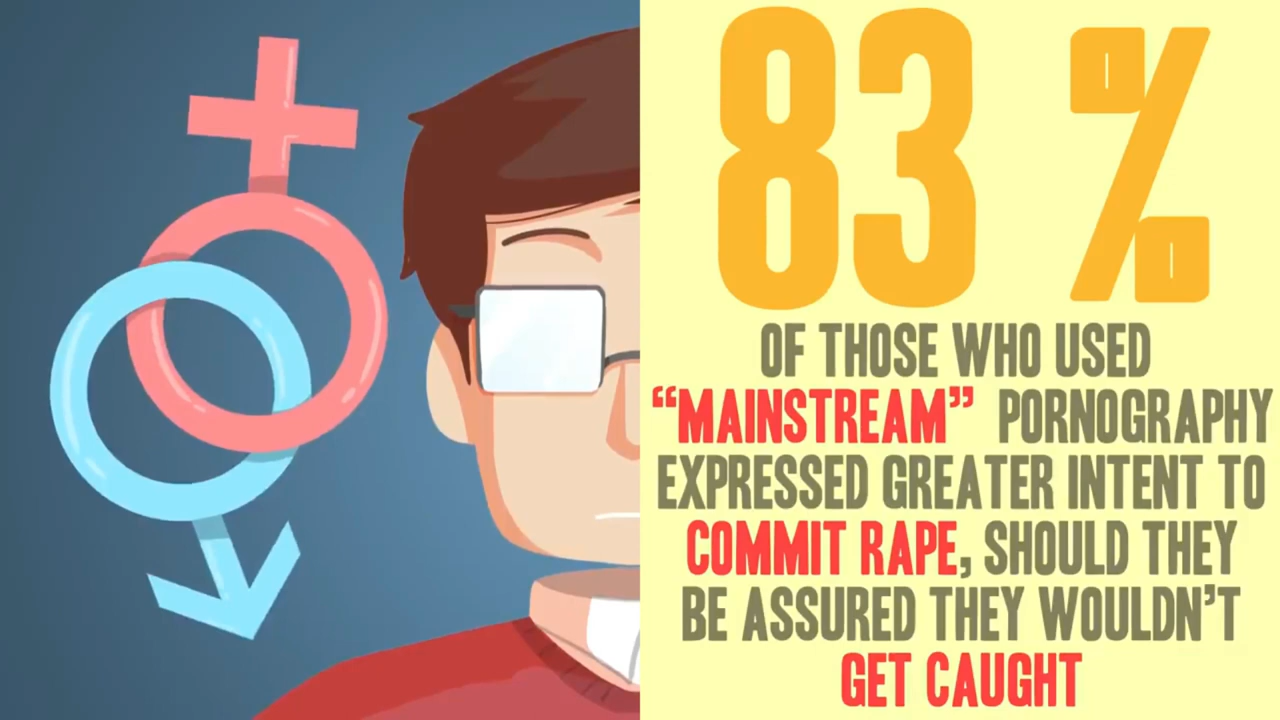 83 %
OF THOSE WHO USED
“MAINSTREAM” PORNOGRAPHY
EXPRESSED GREATER INTENT TO
COMMIT RAPE, SHOULD THEY
BE ASSURED THEY WOULDN’T
GET CAUGHT